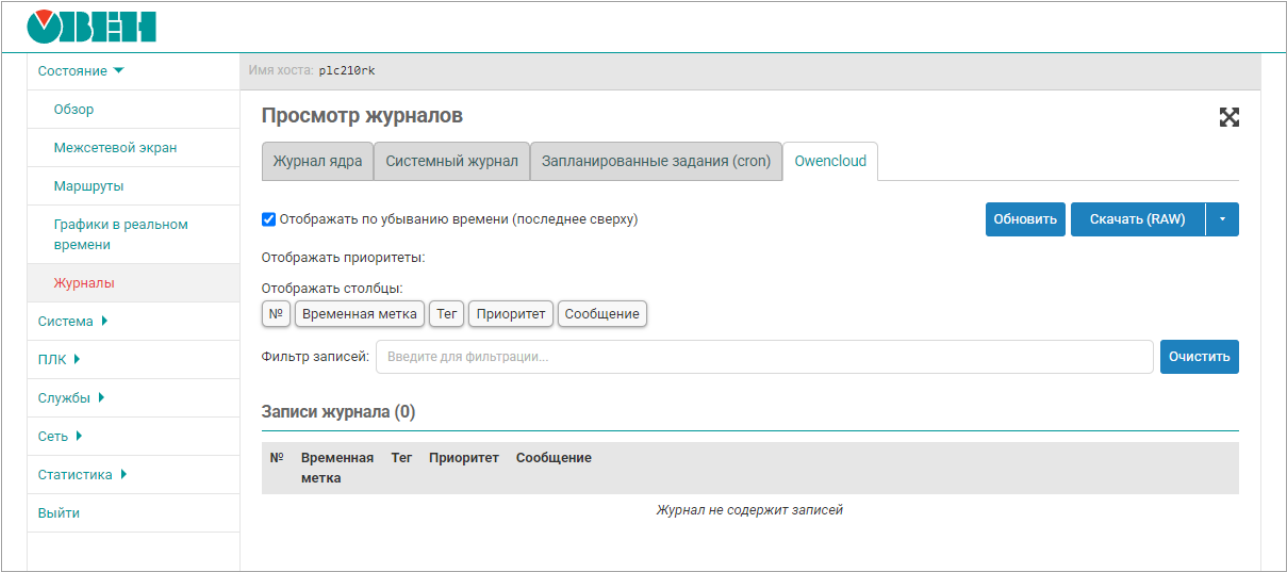 ОВЕН
Состояние
Имя хоста: plc210rk
Обзор
Межсетевой экран
Маршруты
Графики в реальном
времени
Журналы
Система
ПЛК
Службы
Сеть
Статистика
Выйти
Просмотр журналов
Журнал ядра
Системный журнал
Запланированные задания (cron)
Owencloud
Отображать по убыванию времени (последнее сверху)
Обновить
Скачать (RAW)
Отображать приоритеты:
Отображать столбцы:
№ Временная метка Тег Приоритет Сообщение
Фильтр записей: Введите для фильтрации... Очистить
Записи журнала (0)
№ Временная Тег Приоритет Сообщение
метка
Журнал не содержит записей